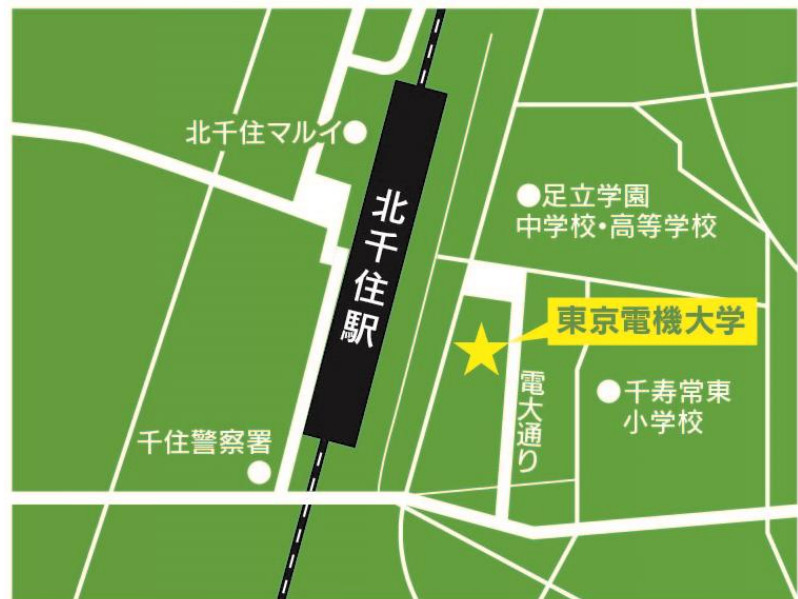 北千住マルイ
北千住駅
足立学園
中学校・高等学校
東京電機大学
電大通り
千寿常東
小学校
千住警察署